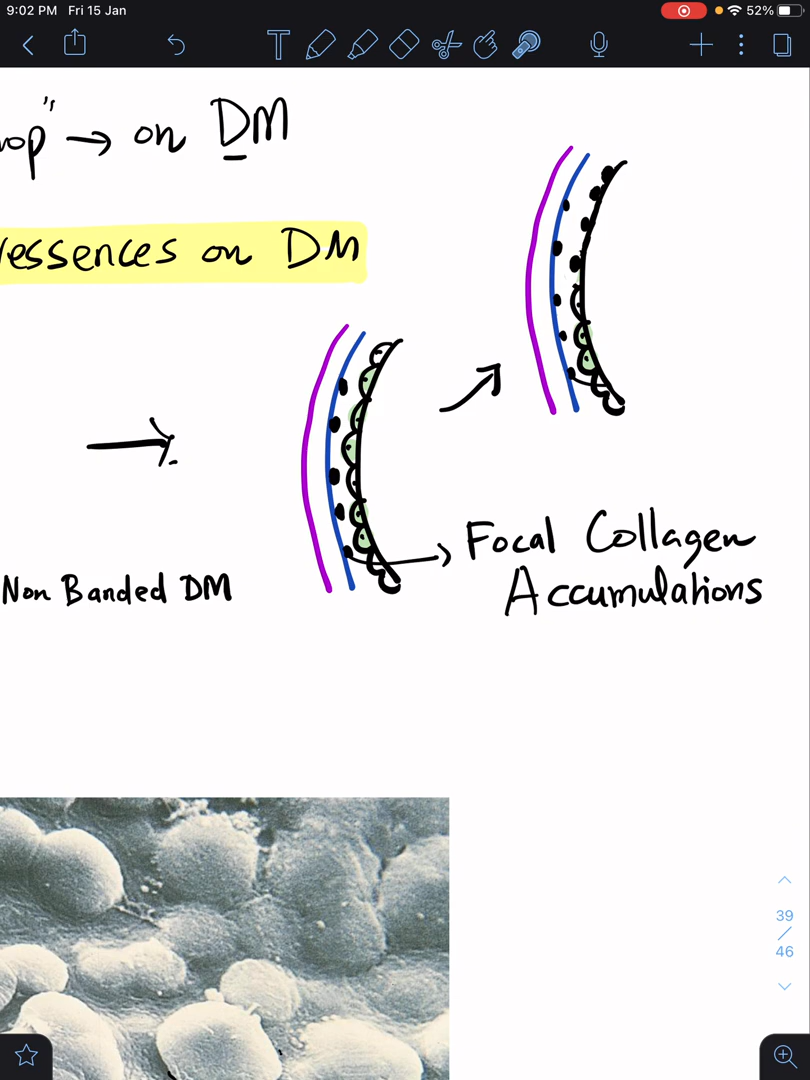 9:02 PM Fri 15 Jan
52%
T
rop" → on DM
essences on DM
Focal Collagen
Accumulations
Non Banded DM
39
/
46